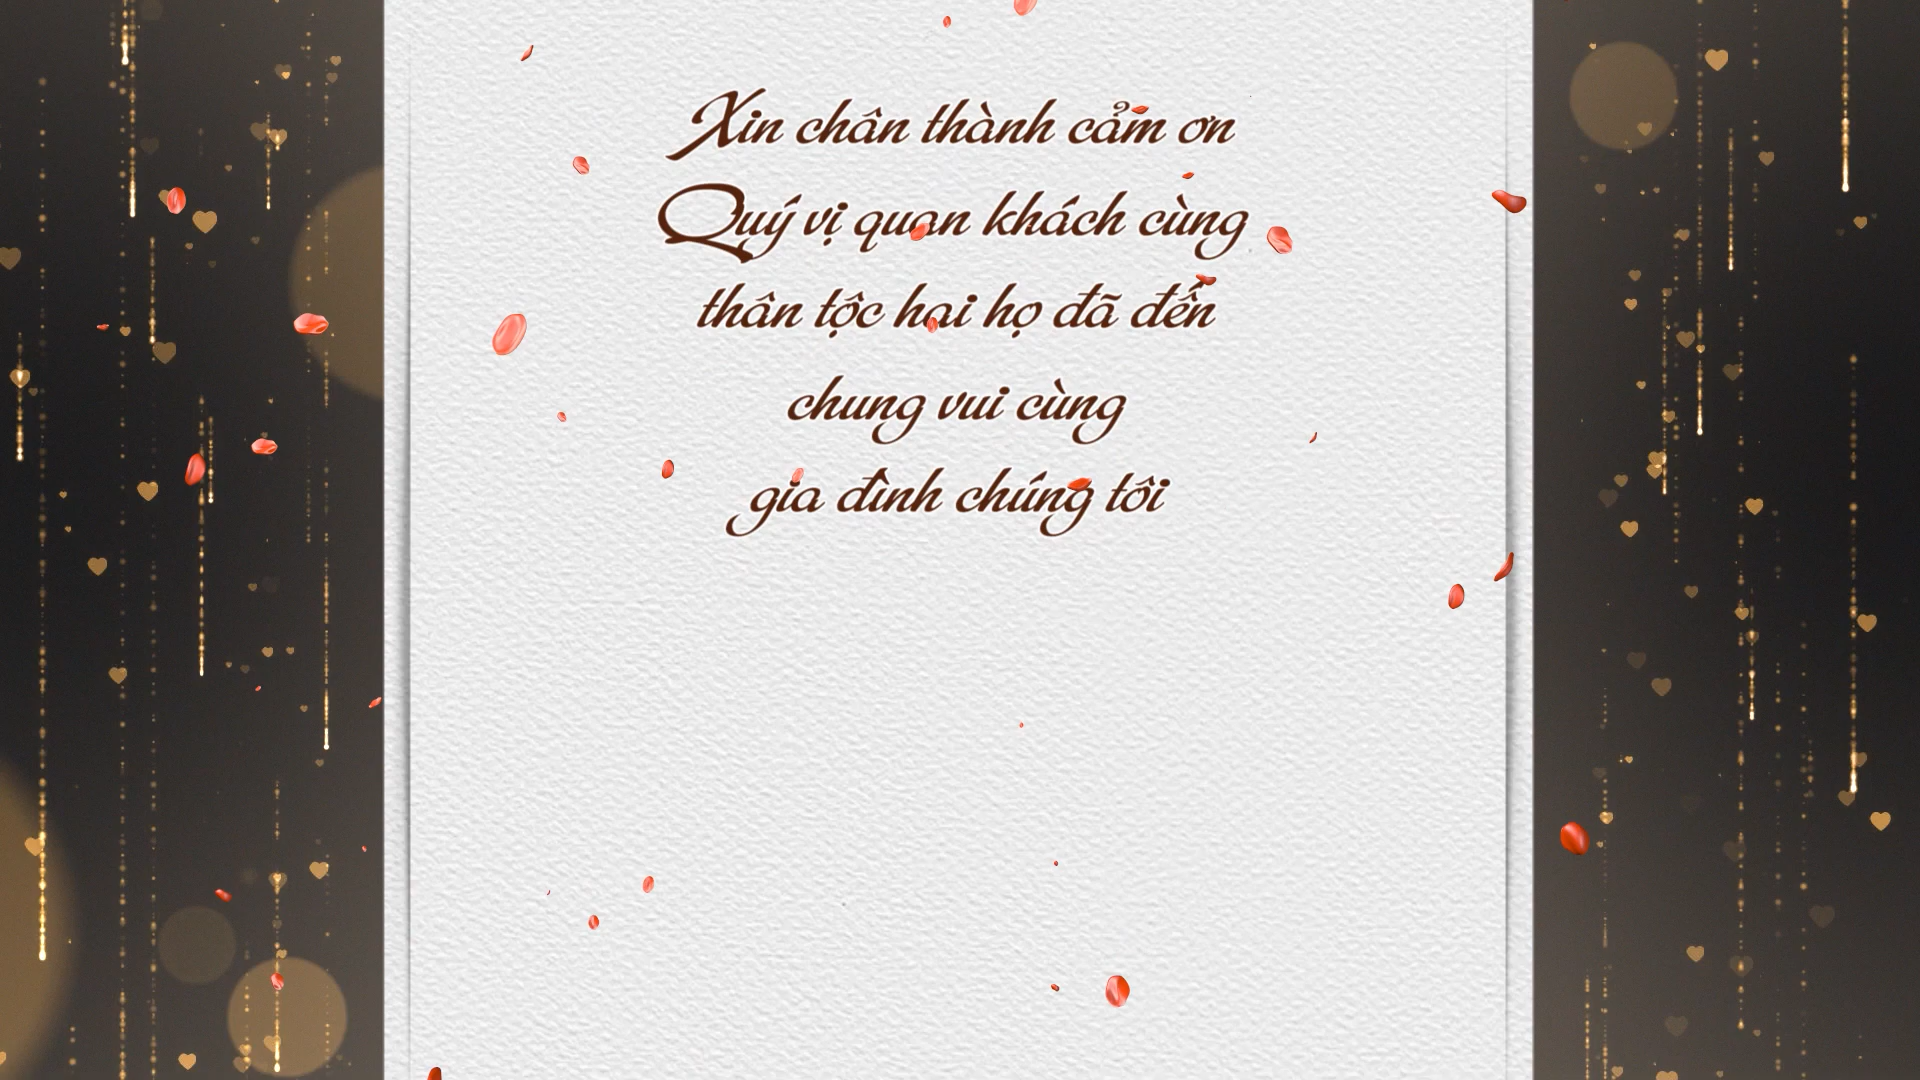 Xin chân thành cảm ơn
Quý vị quan khách cùng
thân tộc hai họ đã đến
chung vui cùng
gia đình chúng tôi